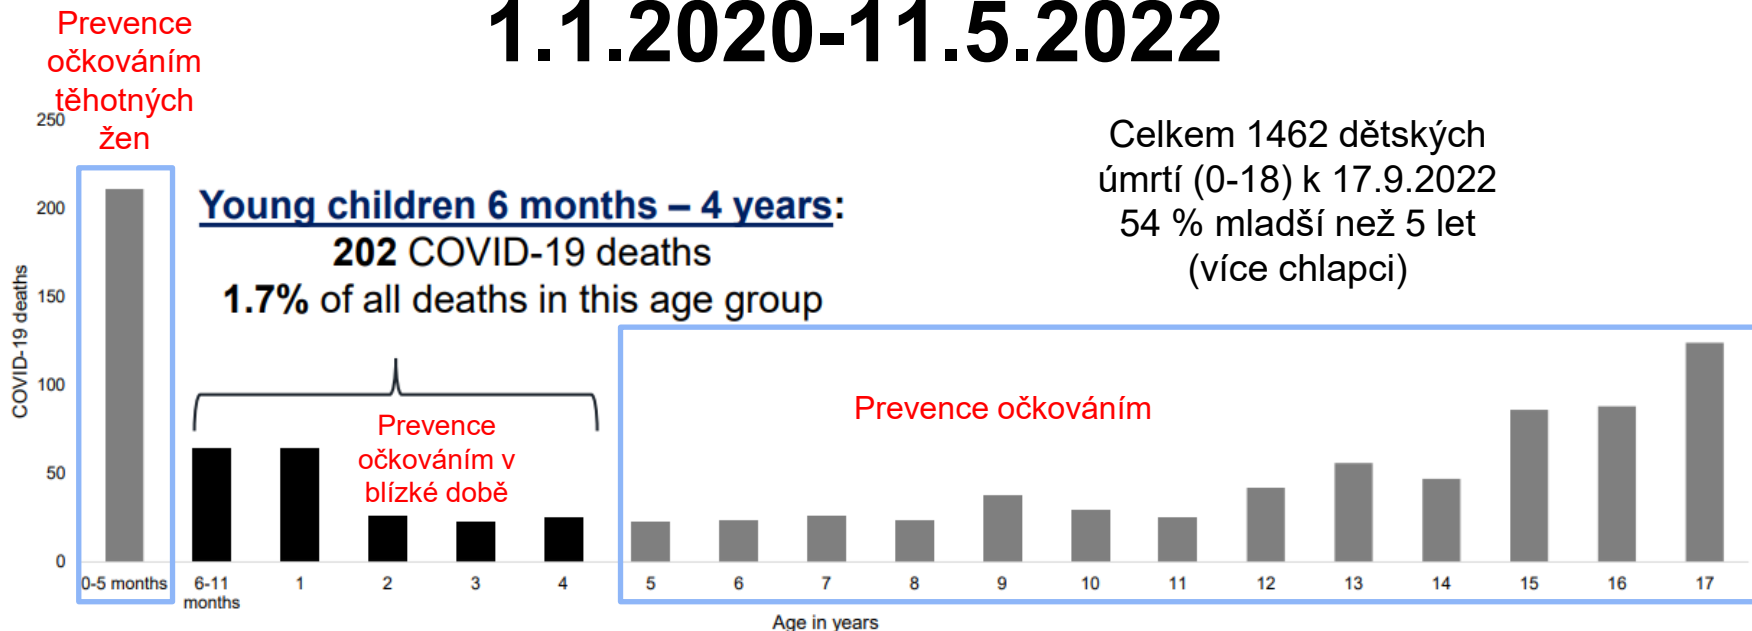 1.1.2020-11.5.2022
Prevence
očkováním
těhotných
žen
Celkem 1462 dětských
úmrtí (0-18) k 17.9.2022
54 % mladší než 5 let
(více chlapci)
Young children 6 months – 4 years:
202 COVID-19 deaths
1.7% of all deaths in this age group
Prevence
očkováním v
blízké době
Prevence očkováním
COVID-19 deaths
250
200
150
100
50
0
0-5 months
6-11
months
1
2
3
4
5
6
7
8
9
10
11
12
13
14
15
16
17
Age in years